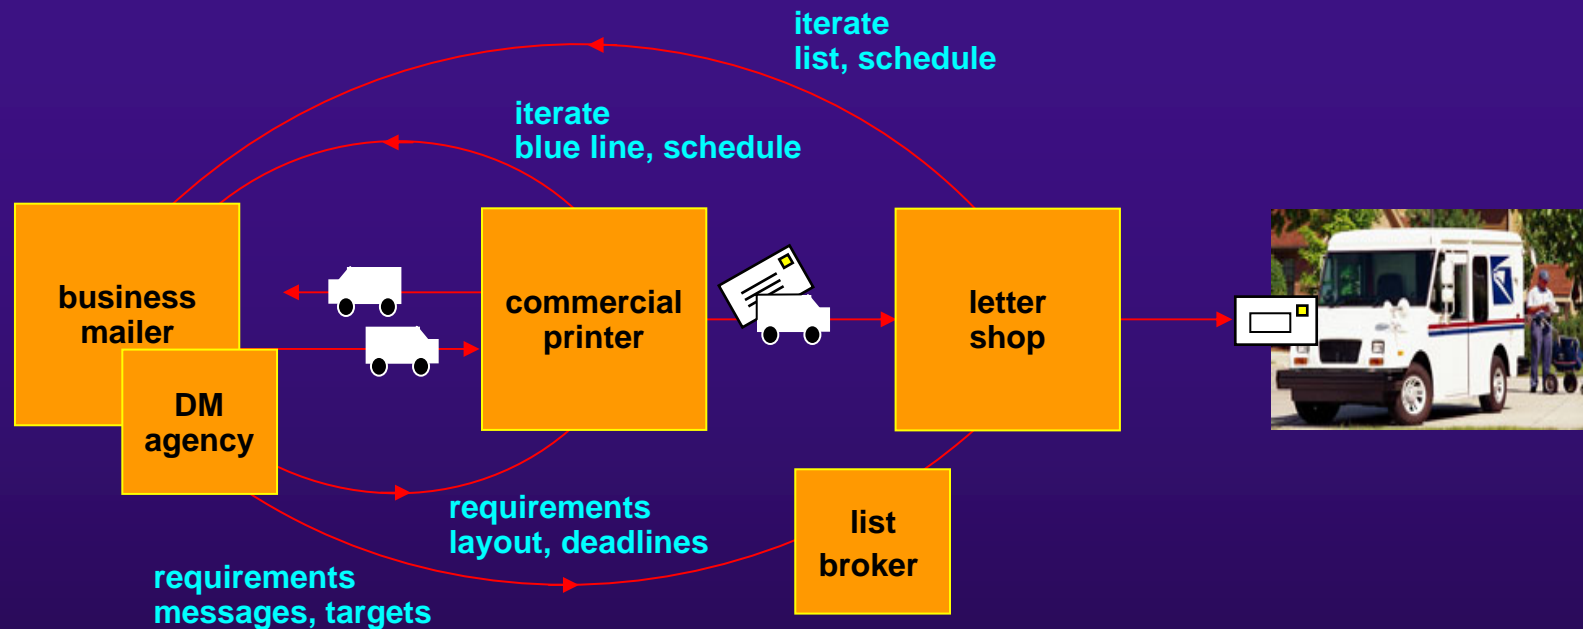 iterate
list, schedule
iterate
blue line, schedule
business
mailer
DM
agency
commercial
printer
letter
shop
requirements
layout, deadlines
list
broker
requirements
messages, targets